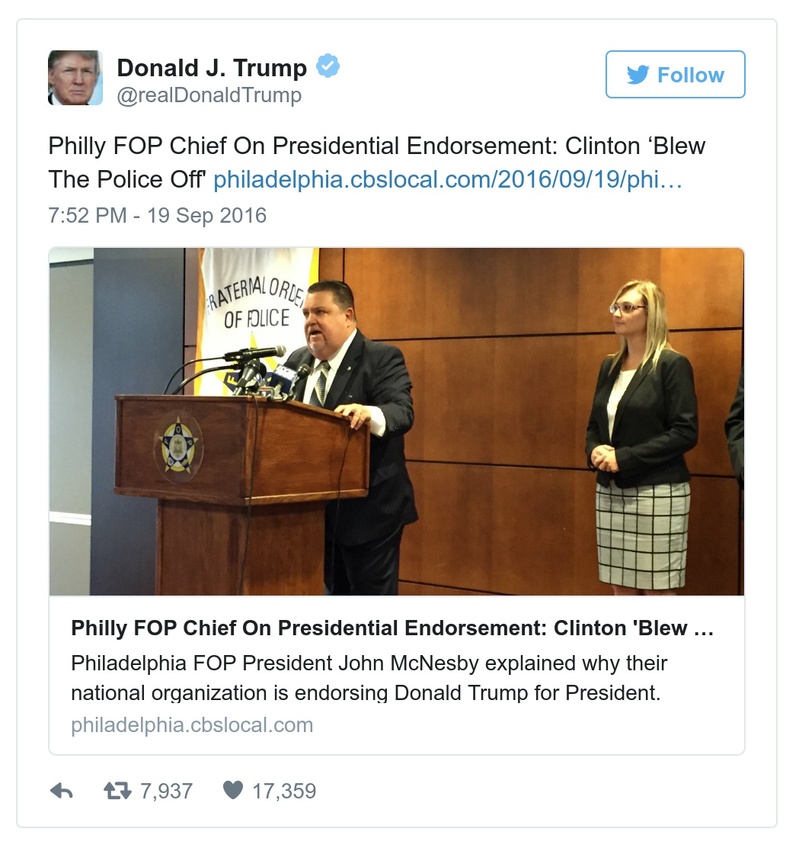 Donald J. Trump
@realDonaldTrump
Follow
Philly FOP Chief On Presidential Endorsement: Clinton ‘Blew
The Police Off' philadelphia.cbslocal.com/2016/09/19/phi…
7:52 PM - 19 Sep 2016
FRATERNAL ORDE
OF POLICE
Philly FOP Chief On Presidential Endorsement: Clinton 'Blew …
Philadelphia FOP President John McNesby explained why their
national organization is endorsing Donald Trump for President.
philadelphia.cbslocal.com
7,937 17,359